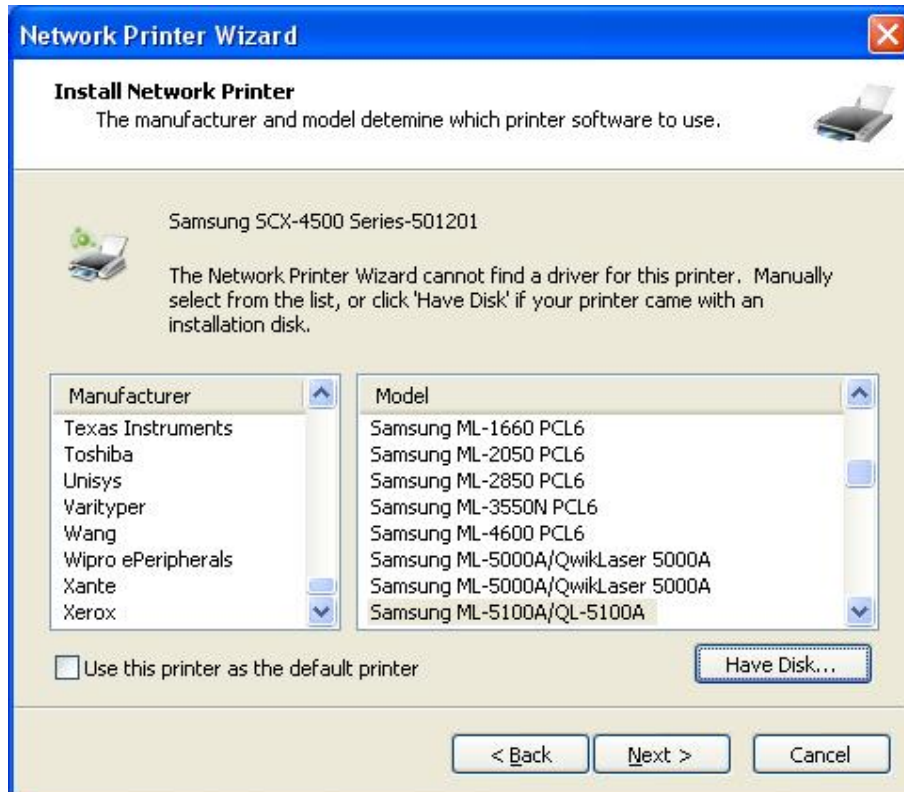 Network Printer Wizard
Install Network Printer
The manufacturer and model detemine which printer software to use.
Samsung SCX-4500 Series-501201
The Network Printer Wizard cannot find a driver for this printer.  Manually
select from the list, or click 'Have Disk' if your printer came with an
installation disk.
Manufacturer
Texas Instruments
Toshiba
Unisys
Varityper
Wang
Wipro ePeripherals
Xante
Xerox
Model
Samsung ML-1660 PCL6
Samsung ML-2050 PCL6
Samsung ML-2850 PCL6
Samsung ML-3550N PCL6
Samsung ML-4600 PCL6
Samsung ML-5000A/QwikLaser 5000A
Samsung ML-5000A/QwikLaser 5000A
Samsung ML-5100A/QL-5100A
Use this printer as the default printer
Have Disk...
< Back
Next >
Cancel